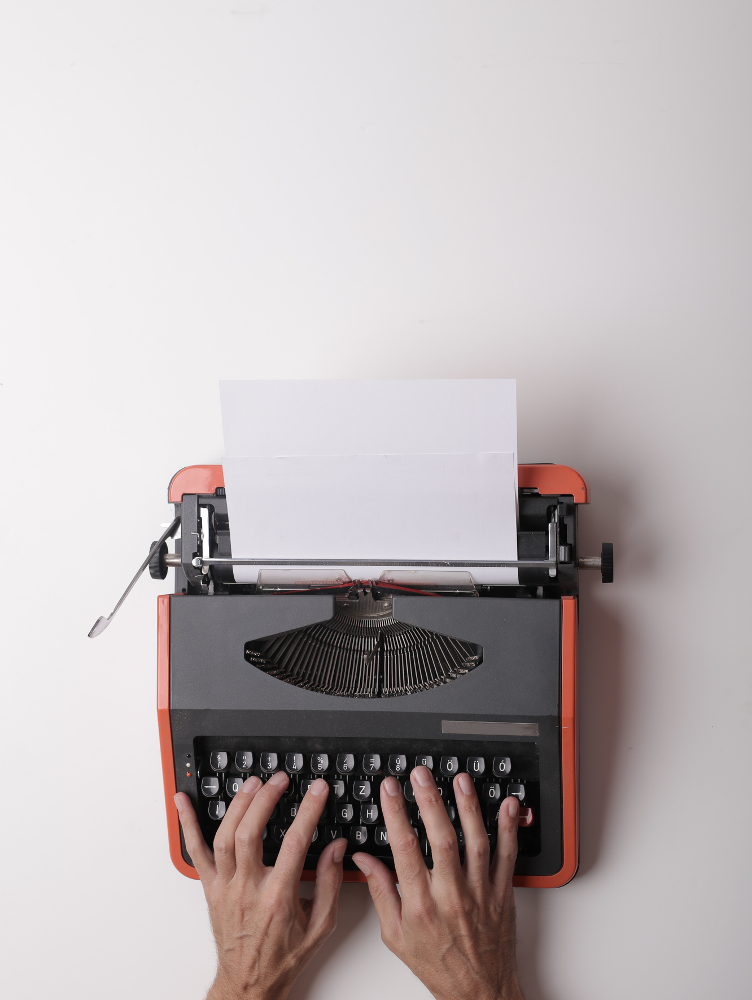 § " + ! % / = ú ű Ö Ü Ó
í 2 3 4 5 6 7 8
Q T Z O Ő
D G H K
X V B N :